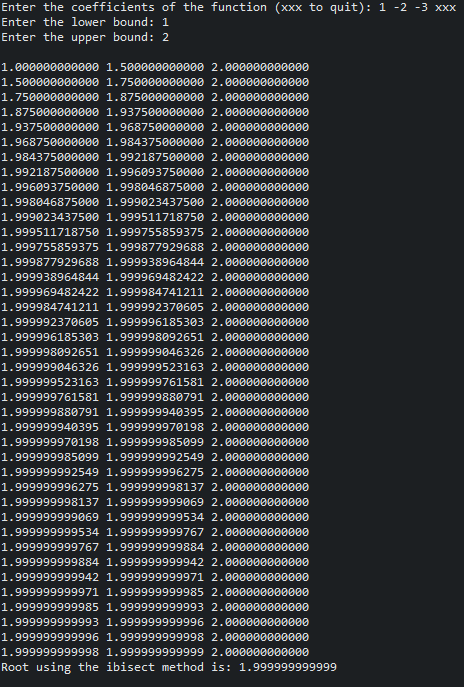 Enter the coefficients of the function (xxx to quit): 1 -2 -3 xxx
Enter the lower bound: 1
Enter the upper bound: 2
1.000000000000 1.500000000000 2.000000000000
1.500000000000 1.750000000000 2.000000000000
1.750000000000 1.875000000000 2.000000000000
1.875000000000 1.937500000000 2.000000000000
1.937500000000 1.968750000000 2.000000000000
1.968750000000 1.984375000000 2.000000000000
1.984375000000 1.992187500000 2.000000000000
1.992187500000 1.996093750000 2.000000000000
1.996093750000 1.998046875000 2.000000000000
1.998046875000 1.999023437500 2.000000000000
1.999023437500 1.999511718750 2.000000000000
1.999511718750 1.999755859375 2.000000000000
1.999755859375 1.999877929688 2.000000000000
1.999877929688 1.999938964844 2.000000000000
1.999938964844 1.999969482422 2.000000000000
1.999969482422 1.999984741211 2.000000000000
1.999984741211 1.999992370605 2.000000000000
1.999992370605 1.999996185303 2.000000000000
1.999996185303 1.999998092651 2.000000000000
1.999998092651 1.999999046326 2.000000000000
1.999999046326 1.999999523163 2.000000000000
1.999999523163 1.999999761581 2.000000000000
1.999999761581 1.999999880791 2.000000000000
1.999999880791 1.999999940395 2.000000000000
1.999999940395 1.999999970198 2.000000000000
1.999999970198 1.999999985099 2.000000000000
1.999999985099 1.999999992549 2.000000000000
1.999999992549 1.999999996275 2.000000000000
1.999999996275 1.999999998137 2.000000000000
1.999999998137 1.999999999069 2.000000000000
1.999999999069 1.999999999534 2.000000000000
1.999999999534 1.999999999767 2.000000000000
1.999999999767 1.999999999884 2.000000000000
1.999999999884 1.999999999942 2.000000000000
1.999999999942 1.999999999971 2.000000000000
1.999999999971 1.999999999985 2.000000000000
1.999999999985 1.999999999993 2.000000000000
1.999999999993 1.999999999996 2.000000000000
1.999999999996 1.999999999998 2.000000000000
1.999999999998 1.999999999999 2.000000000000
Root using the ibisect method is: 1.999999999999